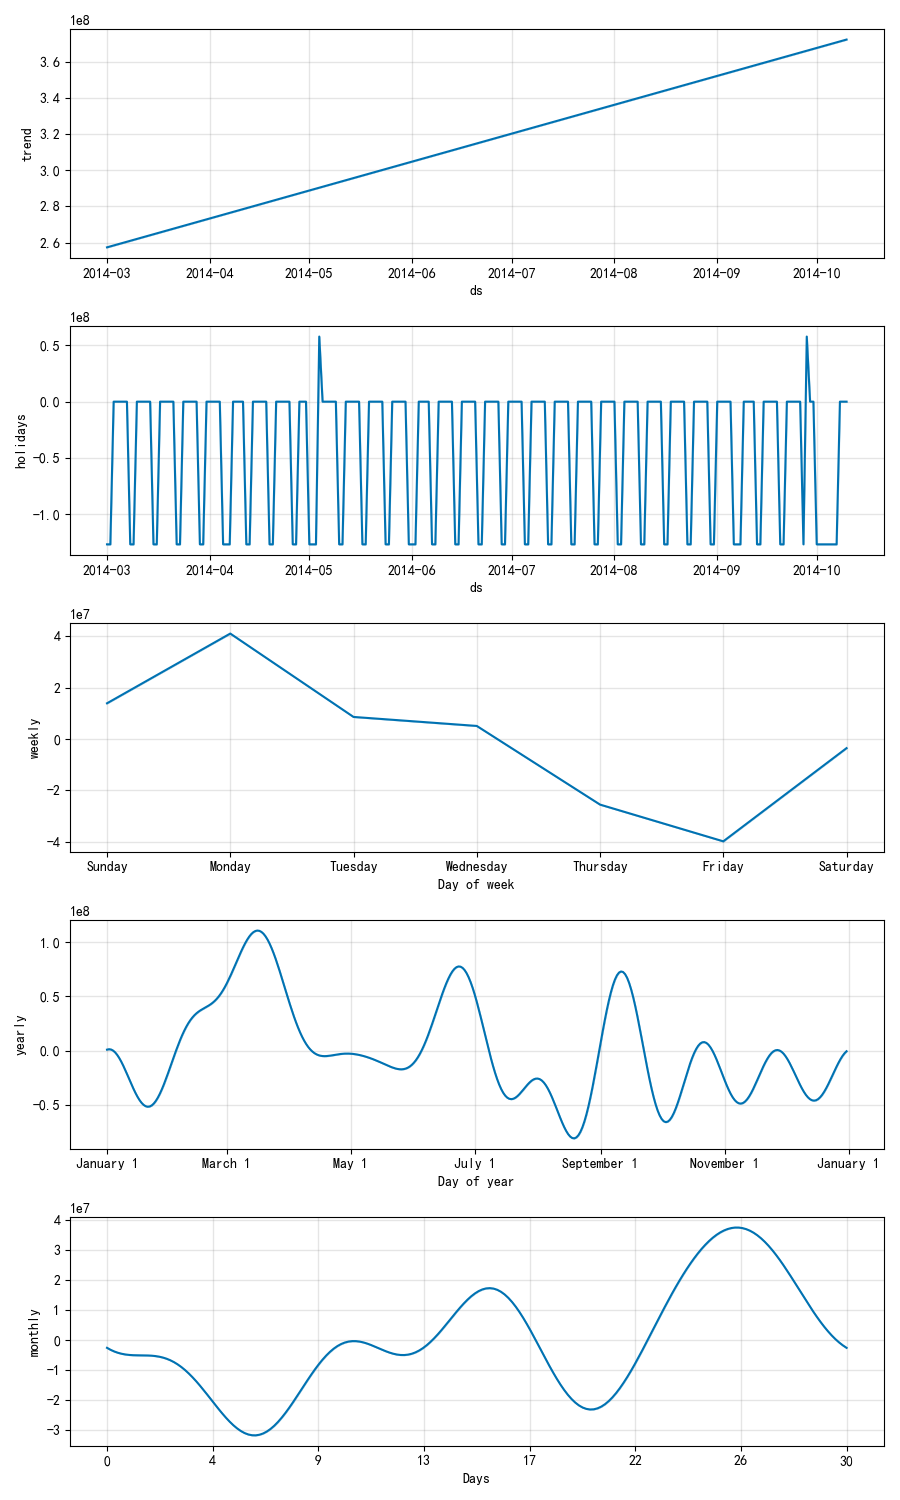 1e8
trend
3.6
3.4
3.2
3.0
2.8
2.6
2014-03 2014-04 2014-05 2014-06 2014-07 2014-08 2014-09 2014-10
ds
1e8
holidays
0.5
0.0
−0.5
−1.0
2014-03 2014-04 2014-05 2014-06 2014-07 2014-08 2014-09 2014-10
ds
1e7
weekly
4
2
0
−2
−4
Sunday Monday Tuesday Wednesday Thursday Friday Saturday
Day of week
1e8
yearly
1.0
0.5
0.0
−0.5
January 1 March 1 May 1 July 1 September 1 November 1 January 1
Day of year
1e7
monthly
4
3
2
1
0
−1
−2
−3
0 4 9 13 17 22 26 30
Days